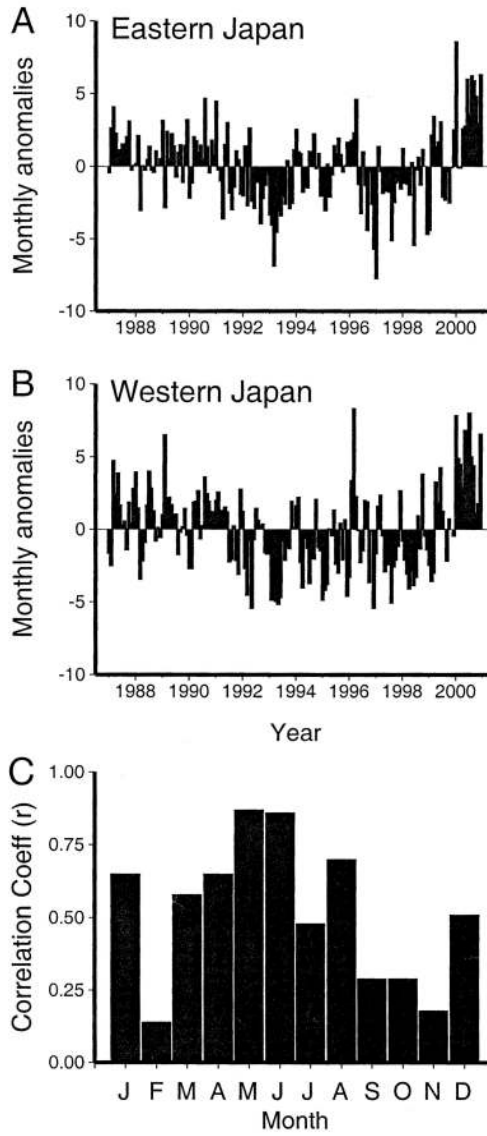 A
Eastern Japan
Monthly anomalies
10
5
0
-5
-10
1988 1990 1992 1994 1996 1998 2000
B
Western Japan
Monthly anomalies
10
5
0
-5
-10
1988 1990 1992 1994 1996 1998 2000
Year
C
Correlation Coeff (r)
1.00
0.75
0.50
0.25
0.00
J F M A M J J A S O N D
Month